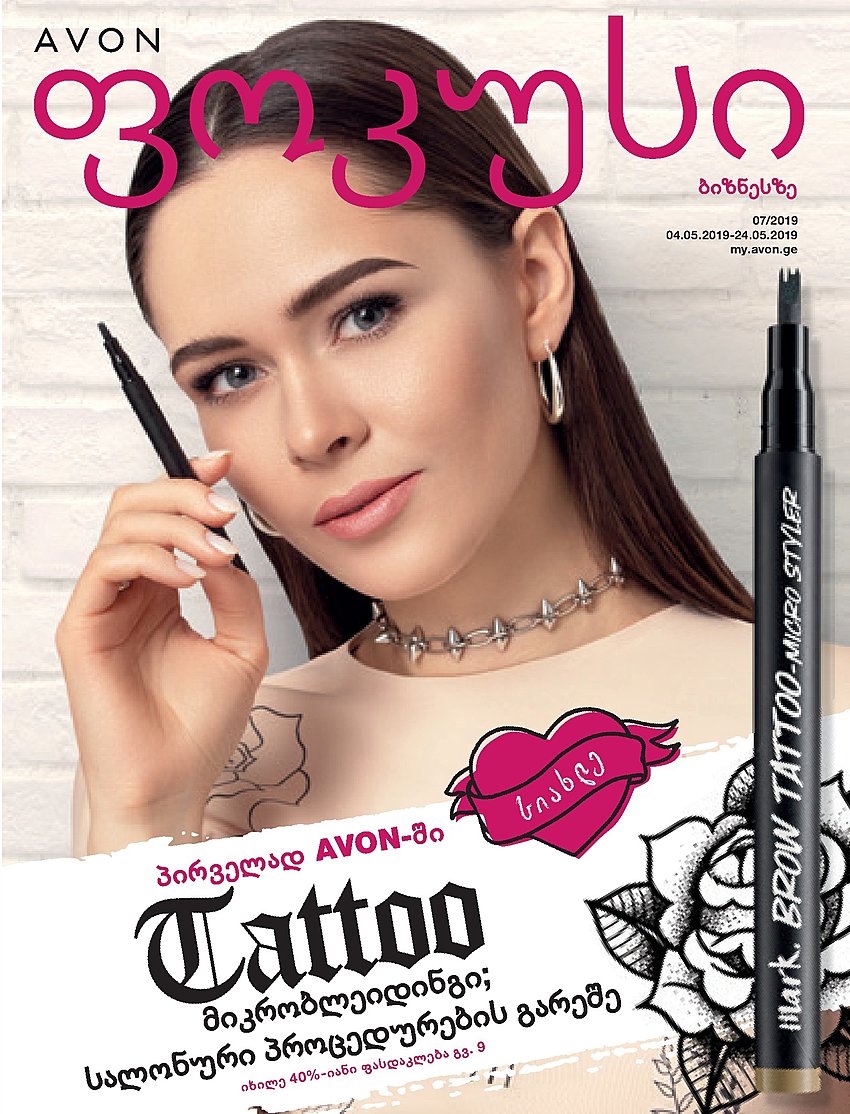 AVON
ფოკუსი
ბიზნესზე
07/2019
04.05.2019-24.05.2019
my.avon.ge
mark. BROW TATTOO-MICRO STYLER
სიახლე
პირველად AVON-ში
Tattoo
მიკრობლეიდინგი;
სალონური პროცედურების გარეშე
იხილე 40%-იანი ფასდაკლება გვ. 9